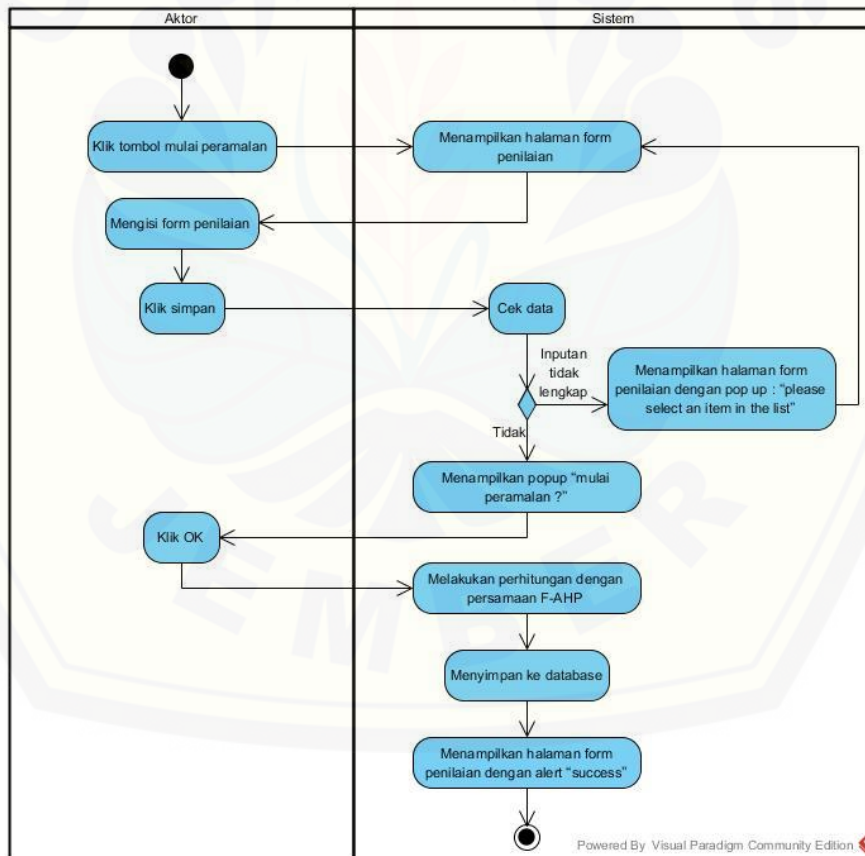 Aktor
Sistem
Klik tombol mulai peramalan
Menampilkan halaman form
penilaian
Mengisi form penilaian
Klik simpan
Cek data
Inputan
tidak
lengkap
Menampilkan halaman form
penilaian dengan pop up : “please
select an item in the list”
Tidak
Menampilkan popup “mulai
peramalan ?”
Klik OK
Melakukan perhitungan dengan
persamaan F-AHP
Menyimpan ke database
Menampilkan halaman form
penilaian dengan alert “success”
JEMBER
Powered By Visual Paradigm Community Edition